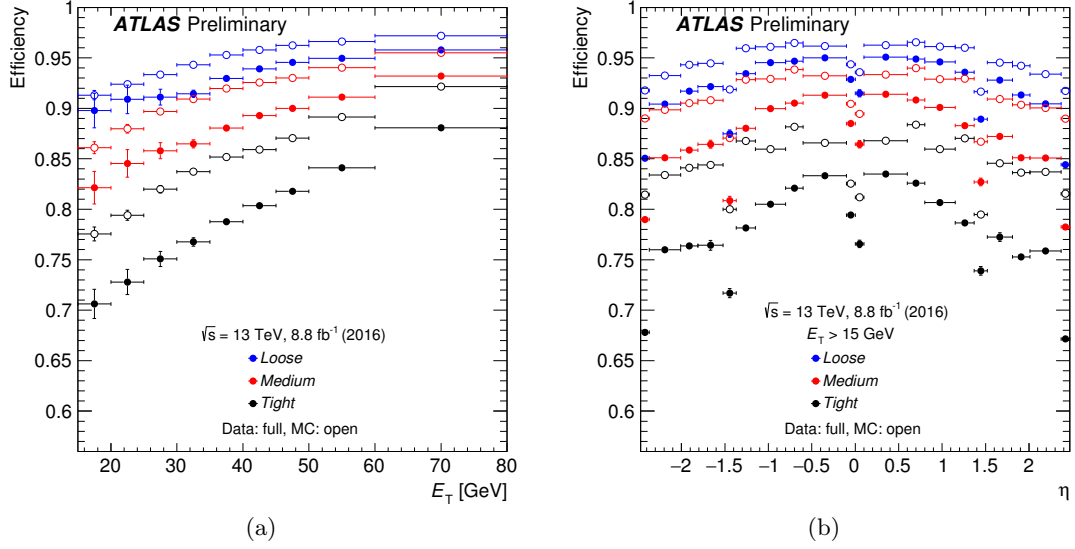 ATLAS Preliminary
Efficiency
1
0.95
0.9
0.85
0.8
0.75
0.7
0.65
0.6
√s = 13 TeV, 8.8 fb⁻¹ (2016)
Loose
Medium
Tight
Data: full, MC: open
20 30 40 50 60 70 80
E_T [GeV]
(a)
ATLAS Preliminary
Efficiency
1
0.95
0.9
0.85
0.8
0.75
0.7
0.65
0.6
√s = 13 TeV, 8.8 fb⁻¹ (2016)
E_T > 15 GeV
Loose
Medium
Tight
Data: full, MC: open
−2 −1.5 −1 −0.5 0 0.5 1 1.5 2
η
(b)